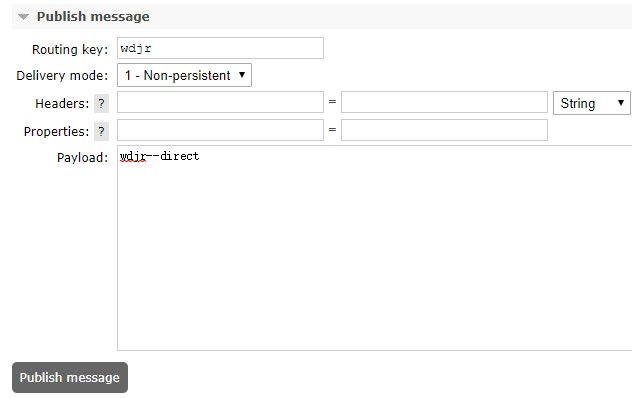 Publish message
Routing key: wdjr
Delivery mode: 1 - Non-persistent
Headers: ? = String
Properties: ? =
Payload: wdjr--direct
Publish message